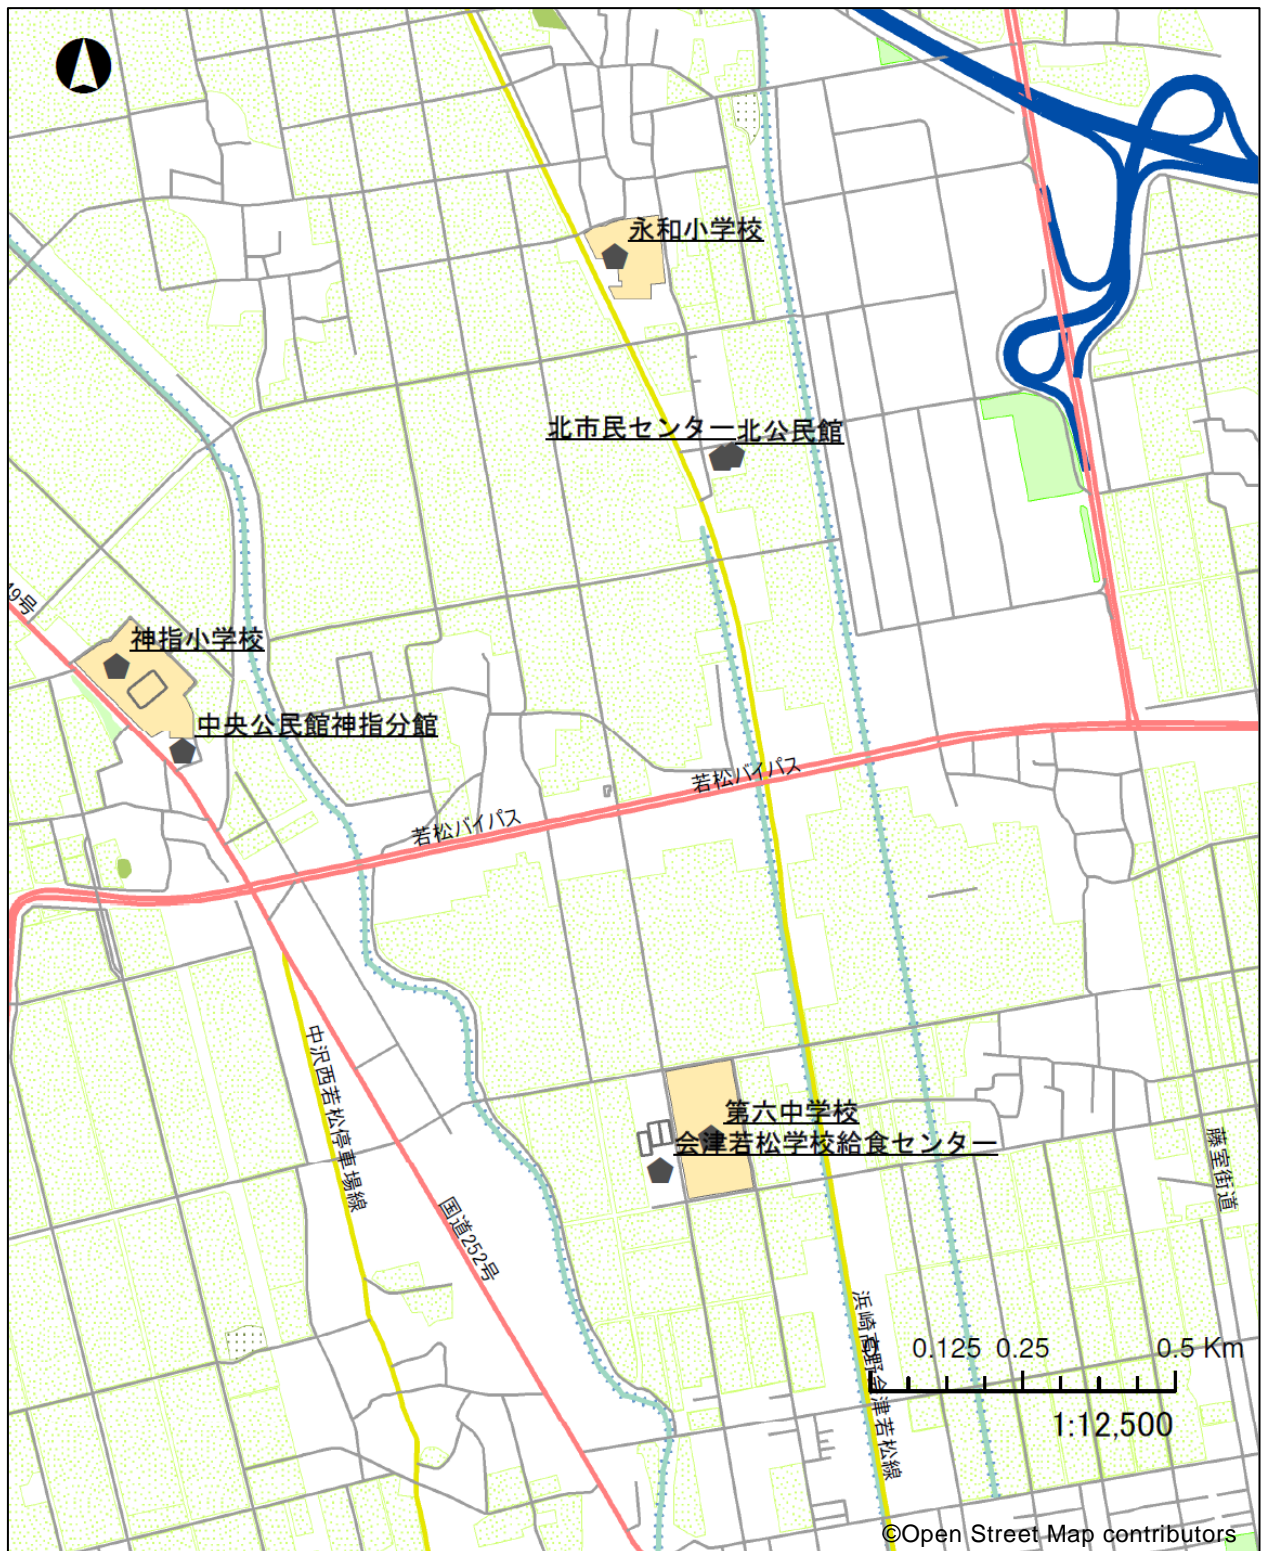 永和小学校
北市民センター北公民館
49号
神指小学校
中央公民館神指分館
若松バイパス
若松バイパス
中沢西若松停車場線
第六中学校
会津若松学校給食センター
藤室街道
国道252号
浜崎高野会津若松線
0 0.125 0.25 0.5 Km
1:12,500
©Open Street Map contributors